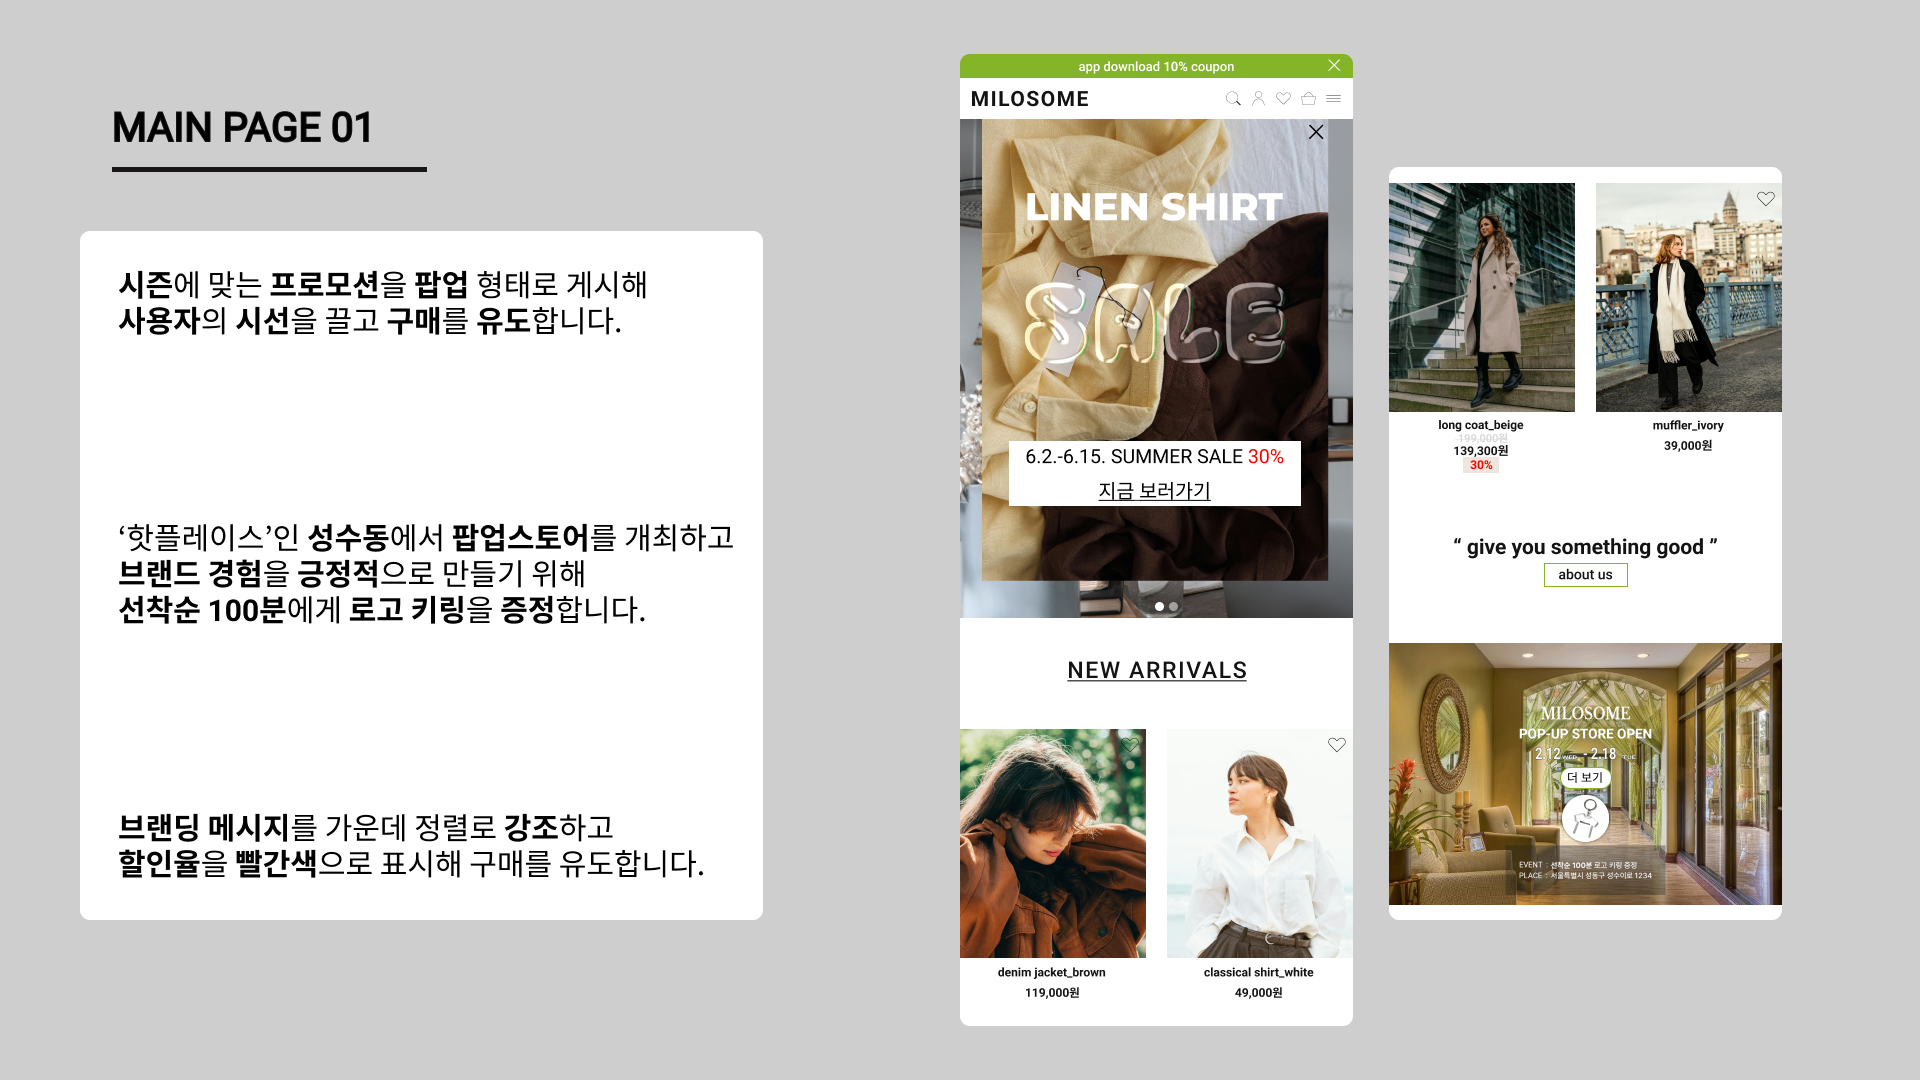 MAIN PAGE 01
시즌에 맞는 프로모션을 팝업 형태로 게시해
사용자의 시선을 끌고 구매를 유도합니다.
‘핫플레이스’인 성수동에서 팝업스토어를 개최하고
브랜드 경험을 긍정적으로 만들기 위해
선착순 100분에게 로고 키링을 증정합니다.
브랜딩 메시지를 가운데 정렬로 강조하고
할인율을 빨간색으로 표시해 구매를 유도합니다.
app download 10% coupon
MILOSOME
LINEN SHIRT
SALE
6.2.-6.15. SUMMER SALE 30%
지금 보러가기
NEW ARRIVALS
denim jacket_brown
119,000원
classical shirt_white
49,000원
long coat_beige
199,000원
139,300원
30%
muffler_ivory
39,000원
“ give you something good ”
about us
MILOSOME
POP-UP STORE OPEN
2.12 WED. - 2.18 TUE.
더 보기
EVENT : 선착순 100분 로고 키링 증정
PLACE : 서울특별시 성동구 성수이로 1234